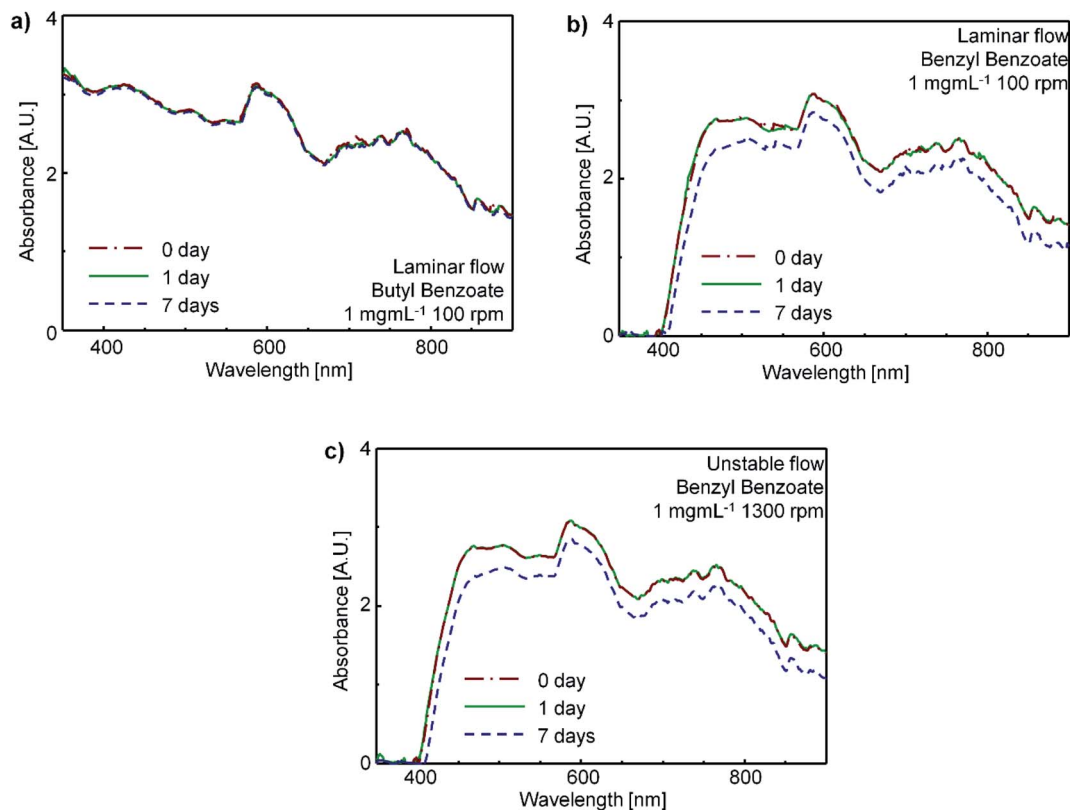 a)
4
2
0
Absorbance [A.U.]
0 day
1 day
7 days
Laminar flow
Butyl Benzoate
1 mgmL⁻¹ 100 rpm
400
600
800
Wavelength [nm]
b)
4
2
0
Absorbance [A.U.]
Laminar flow
Benzyl Benzoate
1 mgmL⁻¹ 100 rpm
0 day
1 day
7 days
400
600
800
Wavelength [nm]
c)
4
2
0
Absorbance [A.U.]
Unstable flow
Benzyl Benzoate
1 mgmL⁻¹ 1300 rpm
0 day
1 day
7 days
400
600
800
Wavelength [nm]